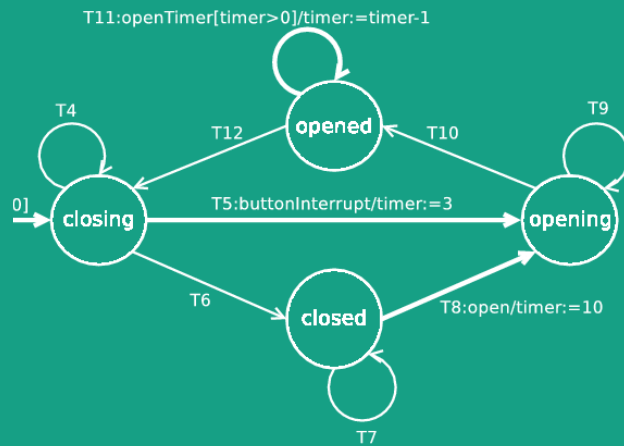 T11:openTimer[timer>0]/timer:=timer-1
T4
T9
opened
T12
T10
0]
closing
T5:buttonInterrupt/timer:=3
opening
T6
closed
T8:open/timer:=10
T7